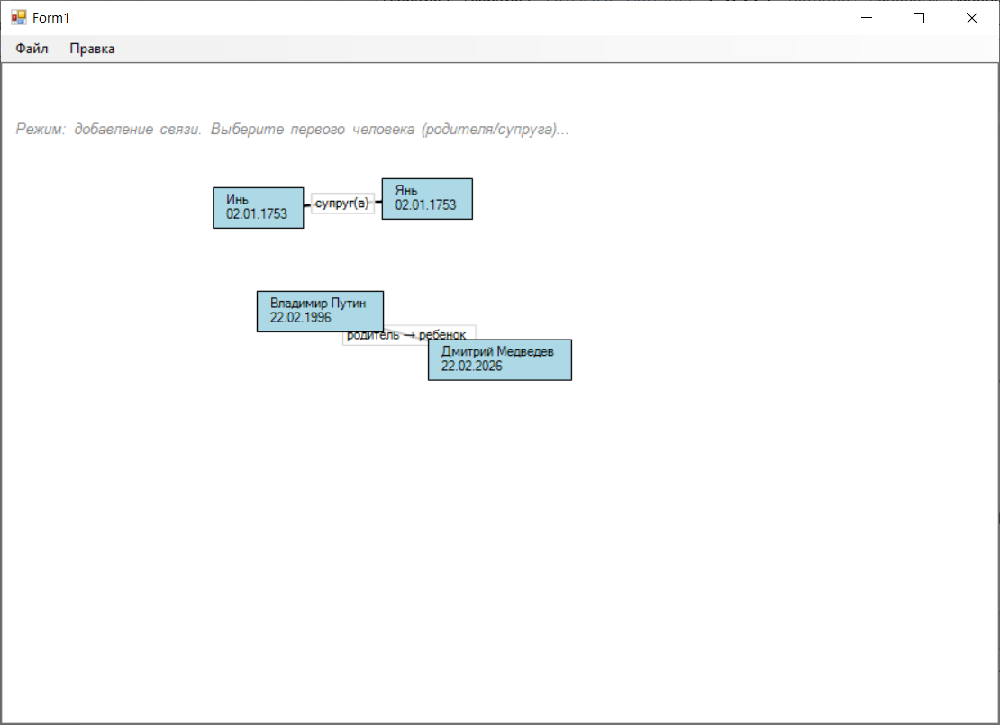 Form1
Файл Правка
Режим: добавление связи. Выберите первого человека (родителя/супруга)...
Инь
02.01.1753
супруг(а)
Янь
02.01.1753
Владимир Путин
22.02.1996
родитель → ребенок
Дмитрий Медведев
22.02.2026